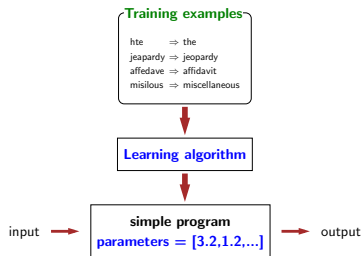 Training examples
hte ⇒ the
jeapardy ⇒ jeopardy
affedave ⇒ affidavit
misilous ⇒ miscellaneous
Learning algorithm
simple program
input parameters = [3.2,1.2,...] output